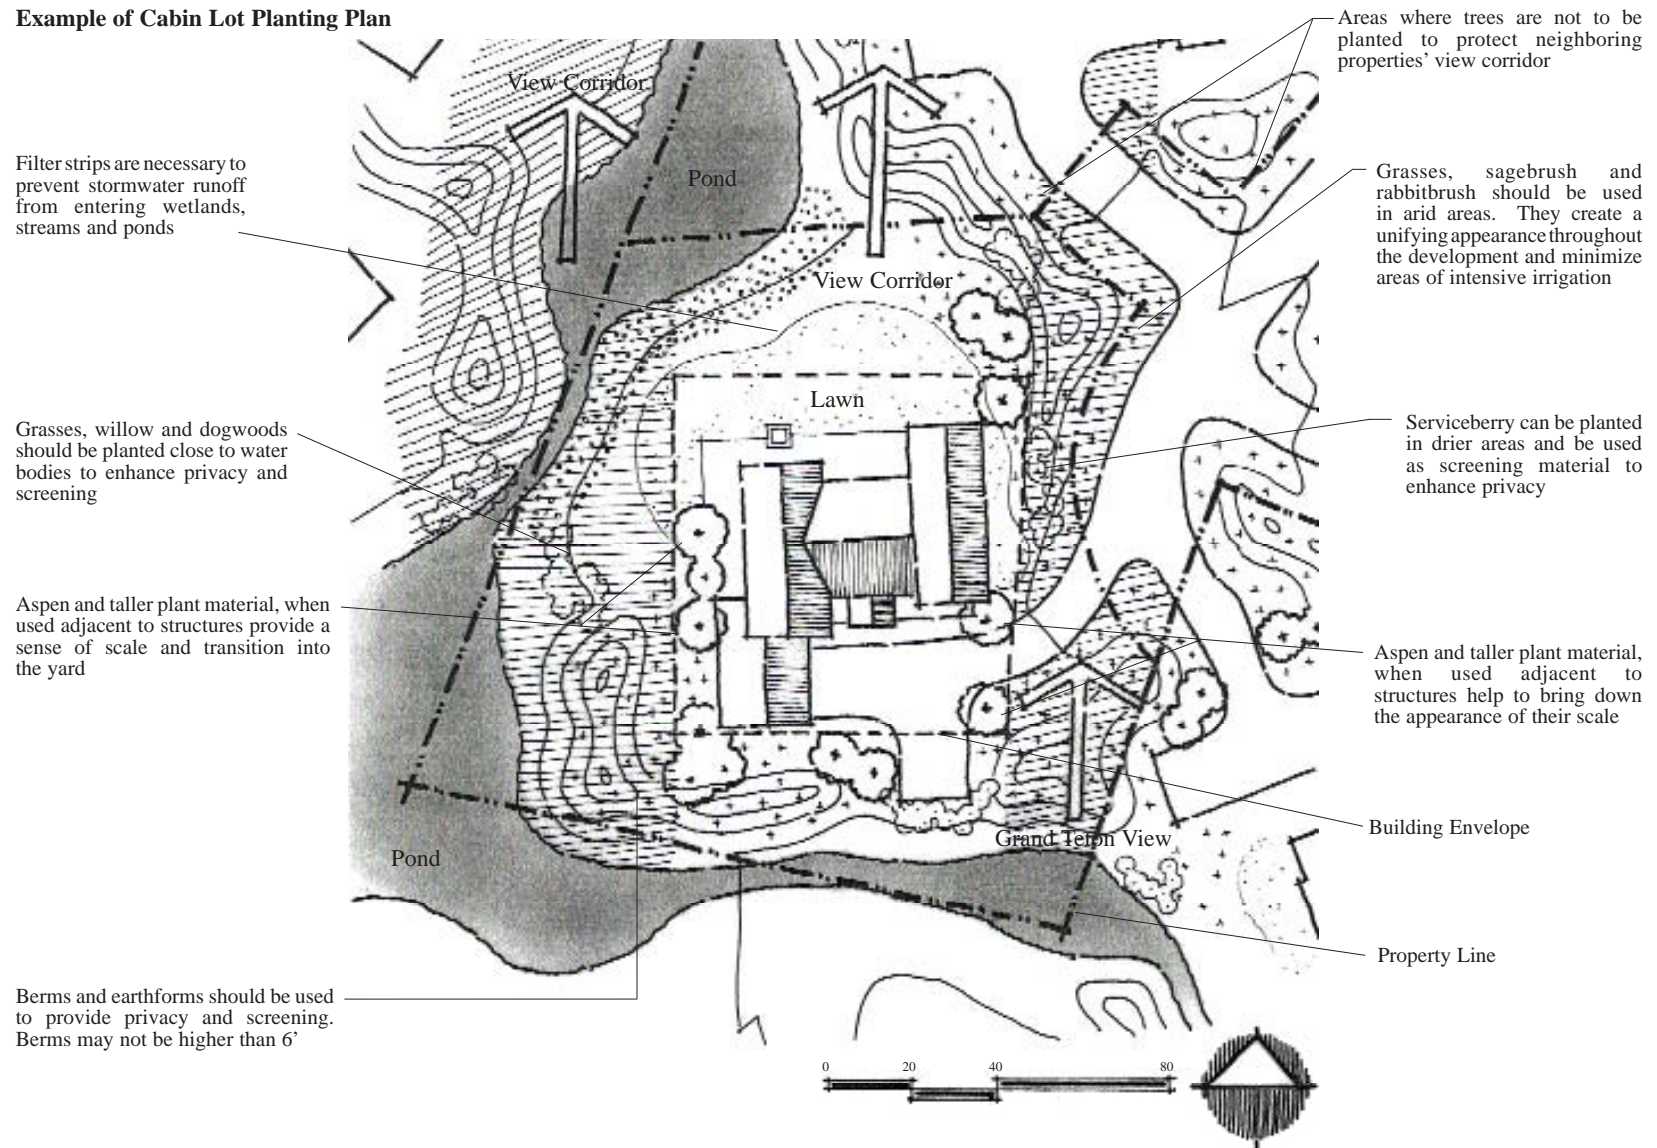 Example of Cabin Lot Planting Plan
Areas where trees are not to be
planted to protect neighboring
properties’ view corridor
View Corridor
Filter strips are necessary to
prevent stormwater runoff
from entering wetlands,
streams and ponds
Pond
Grasses, sagebrush and
rabbitbrush should be used
in arid areas. They create a
unifying appearance throughout
the development and minimize
areas of intensive irrigation
View Corridor
Lawn
Grasses, willow and dogwoods
should be planted close to water
bodies to enhance privacy and
screening
Serviceberry can be planted
in drier areas and be used
as screening material to
enhance privacy
Aspen and taller plant material, when
used adjacent to structures provide a
sense of scale and transition into
the yard
Aspen and taller plant material,
when used adjacent to
structures help to bring down
the appearance of their scale
Building Envelope
Grand Teton View
Pond
Property Line
Berms and earthforms should be used
to provide privacy and screening.
Berms may not be higher than 6’
0 20 40 80